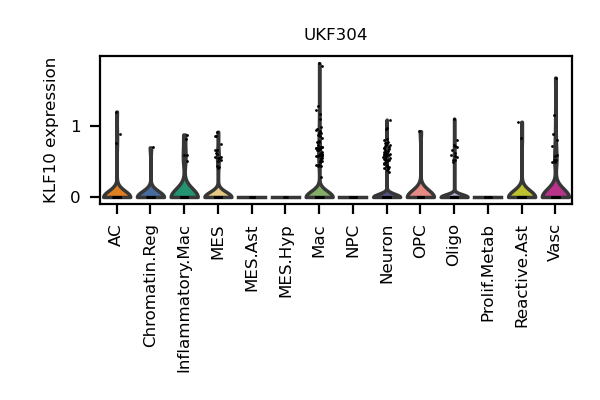 UKF304
KLF10 expression
1
0
AC
Chromatin.Reg
Inflammatory.Mac
MES
MES.Ast
MES.Hyp
Mac
NPC
Neuron
OPC
Oligo
Prolif.Metab
Reactive.Ast
Vasc